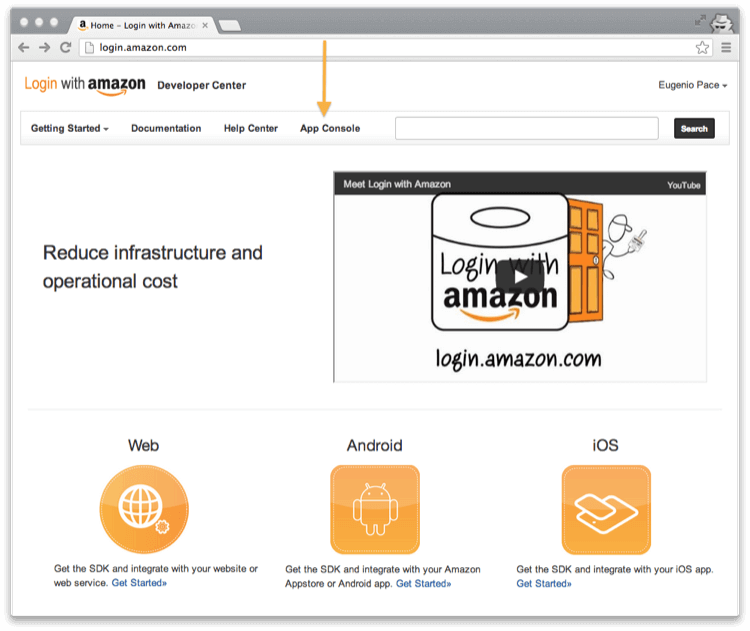 a Home – Login with Amazo
login.amazon.com
Login with amazon Developer Center
Eugenio Pace
Getting Started
Documentation
Help Center
App Console
Search
Reduce infrastructure and
operational cost
Meet Login with Amazon
YouTube
Login with
amazon
login.amazon.com
Web
Android
iOS
Get the SDK and integrate with your website or
web service. Get Started»
Get the SDK and integrate with your Amazon
Appstore or Android app. Get Started»
Get the SDK and integrate with your iOS app.
Get Started»